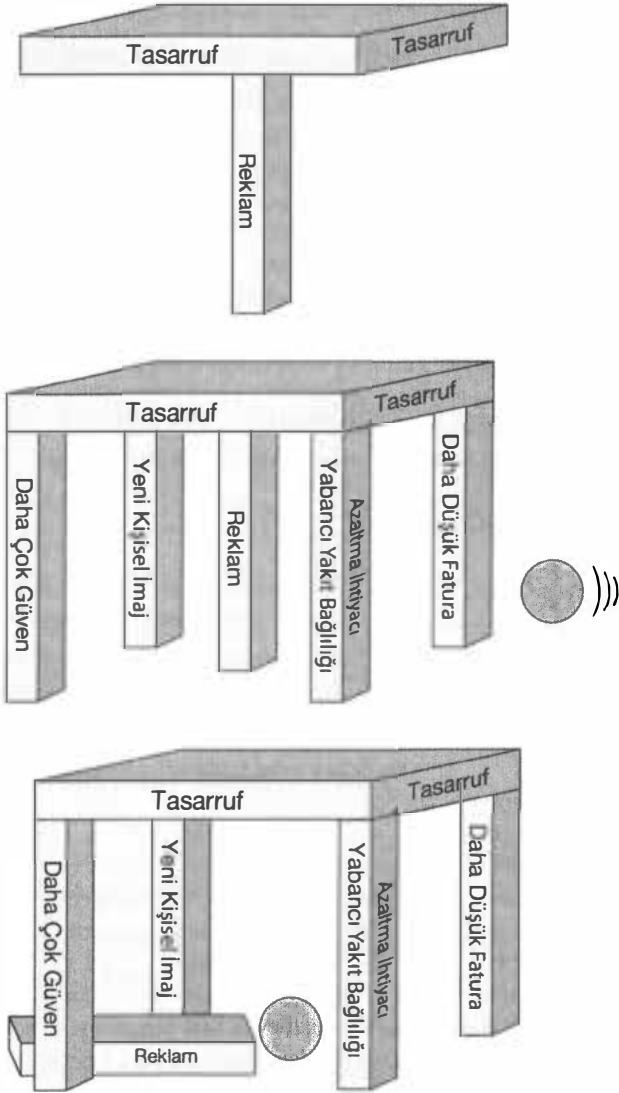 Tasarruf
Tasarruf
Reklam
Tasarruf
Tasarruf
Daha Çok Güven
Yeni Kişisel İmaj
Reklam
Yabancı Yakıt Bağlılığı
Azaltma İhtiyacı
Daha Düşük Fatura
Tasarruf
Tasarruf
Daha Çok Güven
Yeni Kişisel İmaj
Reklam
Yabancı Yakıt Bağlılığı
Azaltma İhtiyacı
Daha Düşük Fatura